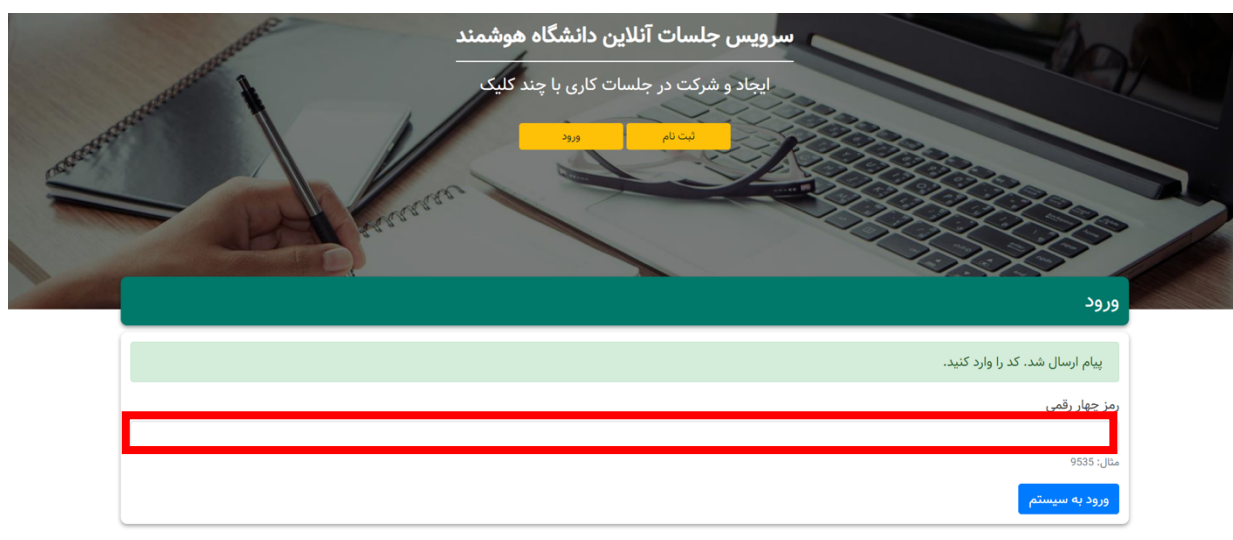 سرویس جلسات آنلاین دانشگاه هوشمند
ایجاد و شرکت در جلسات کاری با چند کلیک
ثبت نام
ورود
ورود
پیام ارسال شد. کد را وارد کنید.
رمز چهار رقمی
مثال: 9535
ورود به سیستم